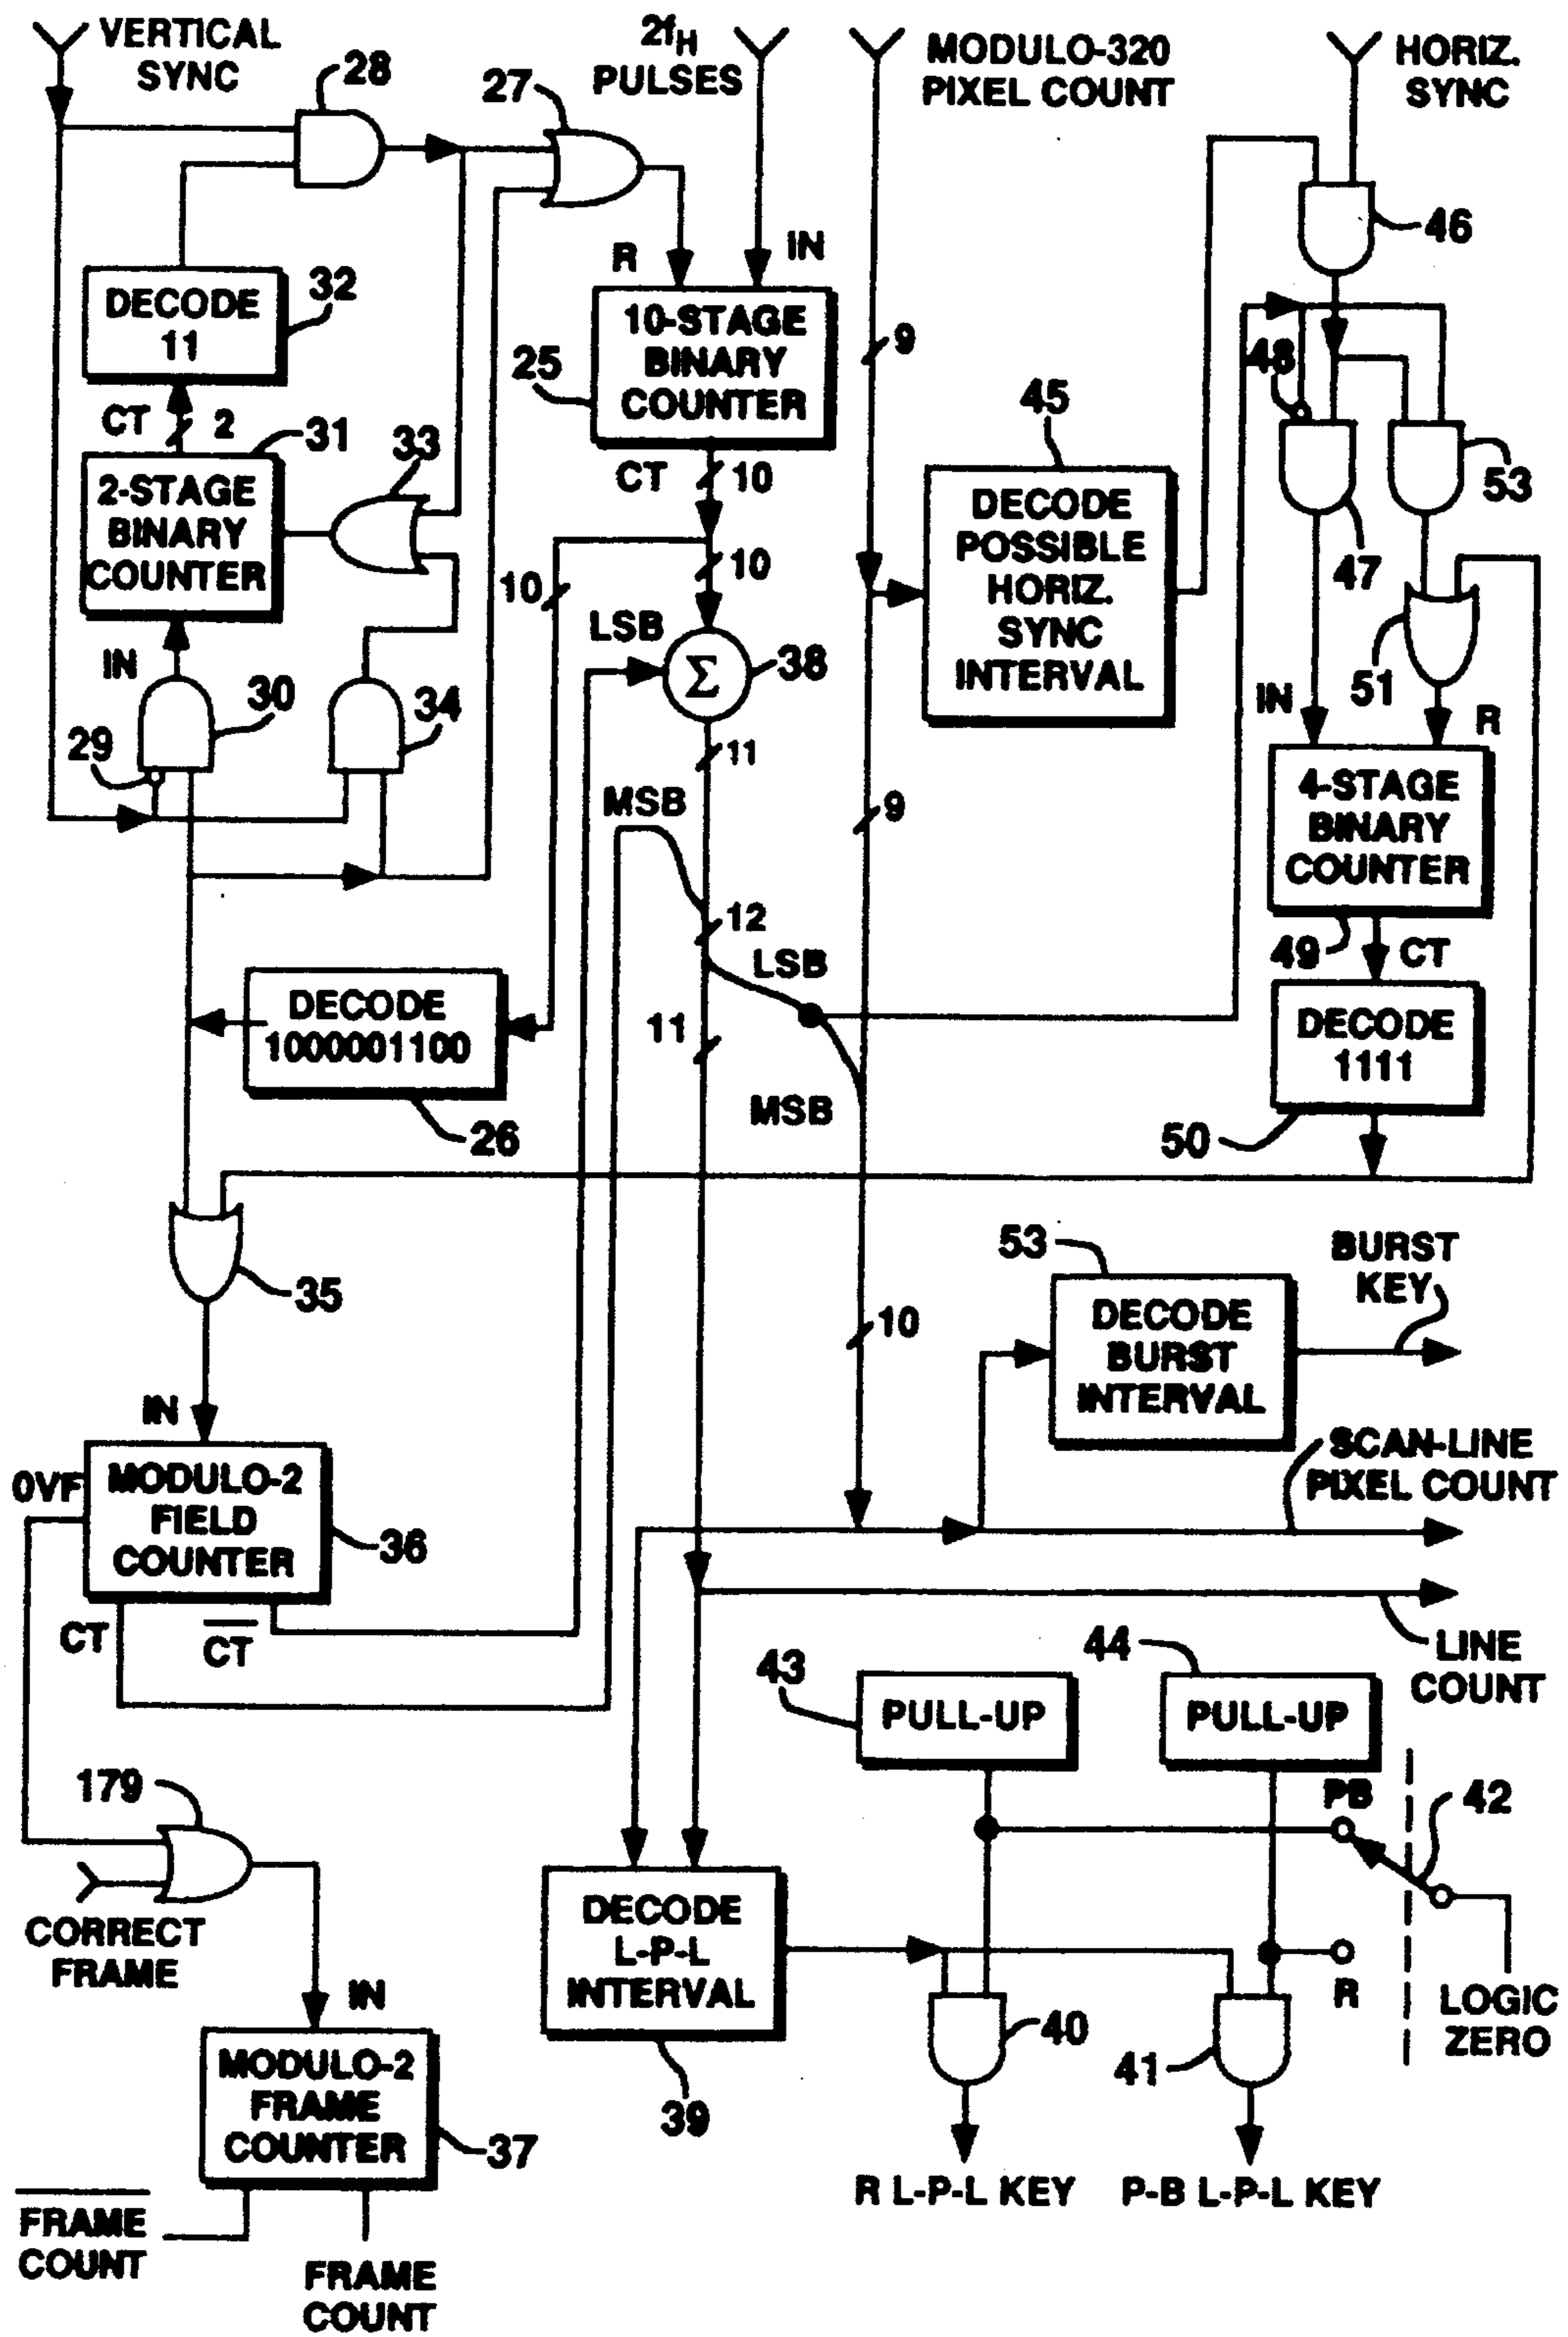 VERTICAL
SYNC
28
27
2fH
PULSES
MODULO-320
PIXEL COUNT
HORIZ.
SYNC
46
R
IN
DECODE
11
32
10-STAGE
BINARY
COUNTER
25
9
48
CT
2
31
33
2-STAGE
BINARY
COUNTER
CT
10
45
DECODE
POSSIBLE
HORIZ.
SYNC
INTERVAL
53
47
10
10
LSB
Σ
38
IN
30
34
29
51
IN
R
11
MSB
9
4-STAGE
BINARY
COUNTER
49
CT
12
LSB
11
MSB
DECODE
1000001100
26
DECODE
1111
50
35
53
DECODE
BURST
INTERVAL
BURST
KEY
10
IN
OVF
MODULO-2
FIELD
COUNTER
36
CT
CT
SCAN-LINE
PIXEL COUNT
LINE
COUNT
43
PULL-UP
44
PULL-UP
PB
42
179
CORRECT
FRAME
DECODE
L-P-L
INTERVAL
39
R
LOGIC
ZERO
40
41
IN
MODULO-2
FRAME
COUNTER
37
R L-P-L KEY
P-B L-P-L KEY
FRAME
COUNT
FRAME
COUNT